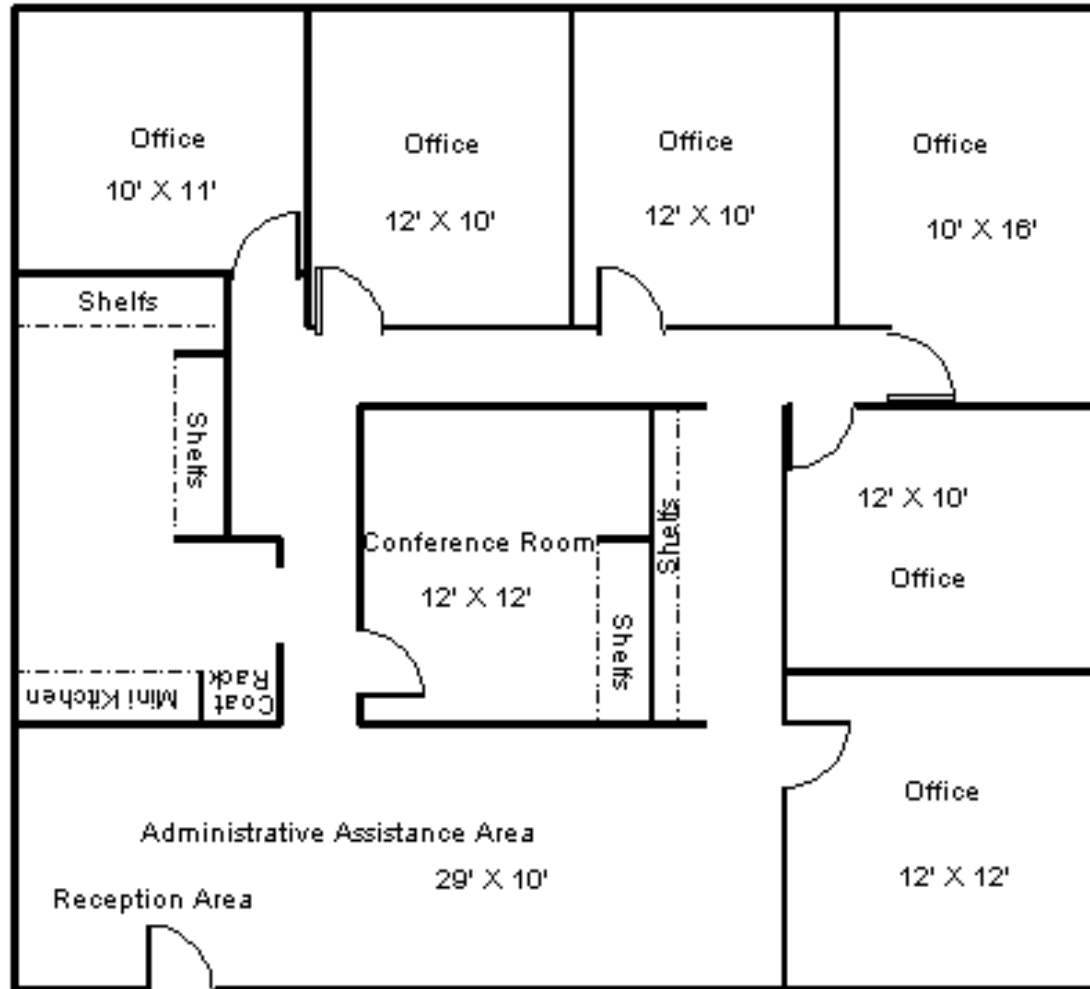 Office
10' X 11'
Office
12' X 10'
Office
12' X 10'
Office
10' X 16'
Shelfs
Shelfs
Conference Room
12' X 12'
Shelfs
Shelfs
12' X 10'
Office
Mini Kitchen
Coat
Rack
Office
12' X 12'
Administrative Assistance Area
29' X 10'
Reception Area